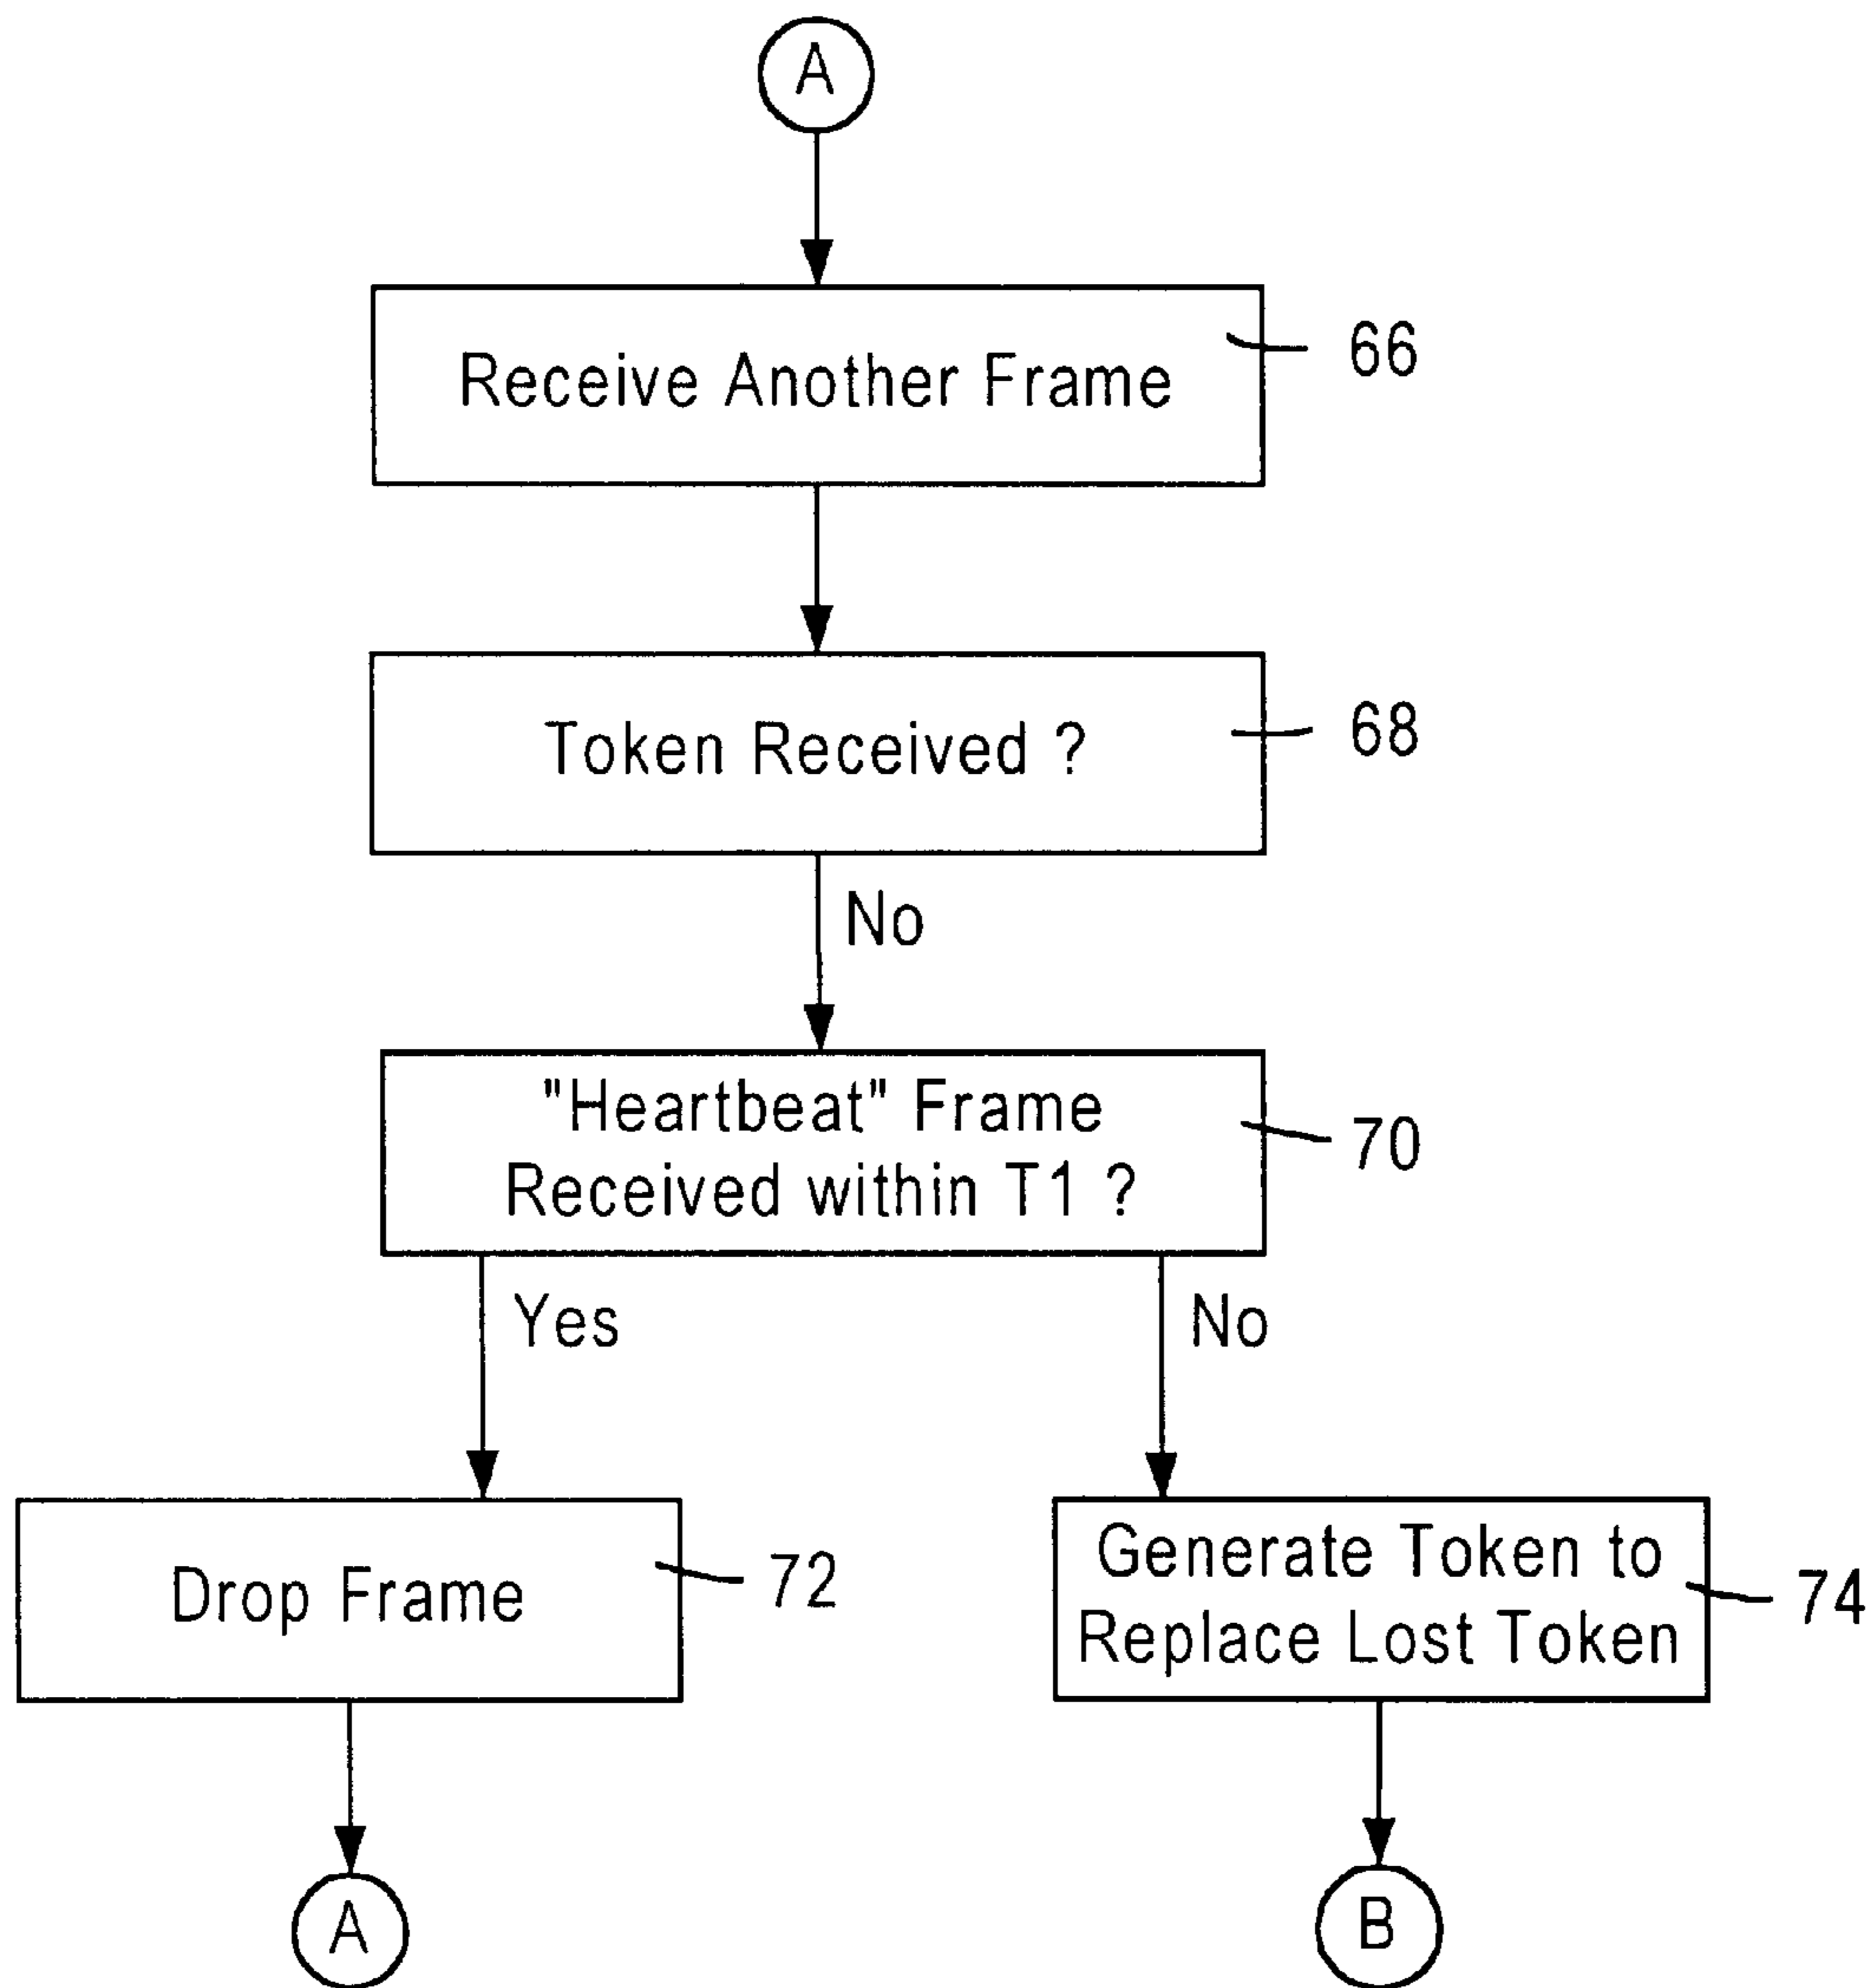 A
Receive Another Frame
66
Token Received ?
68
No
"Heartbeat" Frame
Received within T1 ?
70
Yes
No
Drop Frame
72
Generate Token to
Replace Lost Token
74
A
B